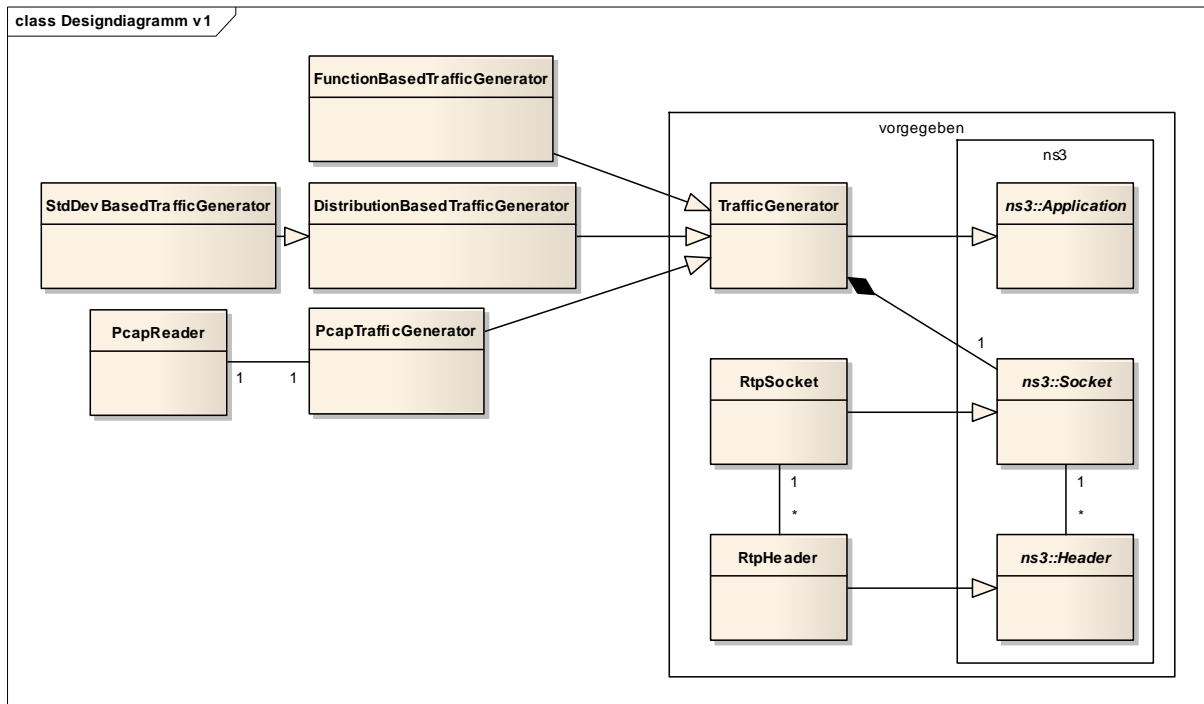 class Designdiagramm v1
FunctionBasedTrafficGenerator
vorgegeben
ns3
StdDevBasedTrafficGenerator
DistributionBasedTrafficGenerator
TrafficGenerator
ns3::Application
PcapReader
PcapTrafficGenerator
1
1
1
RtpSocket
ns3::Socket
1
*
1
*
RtpHeader
ns3::Header